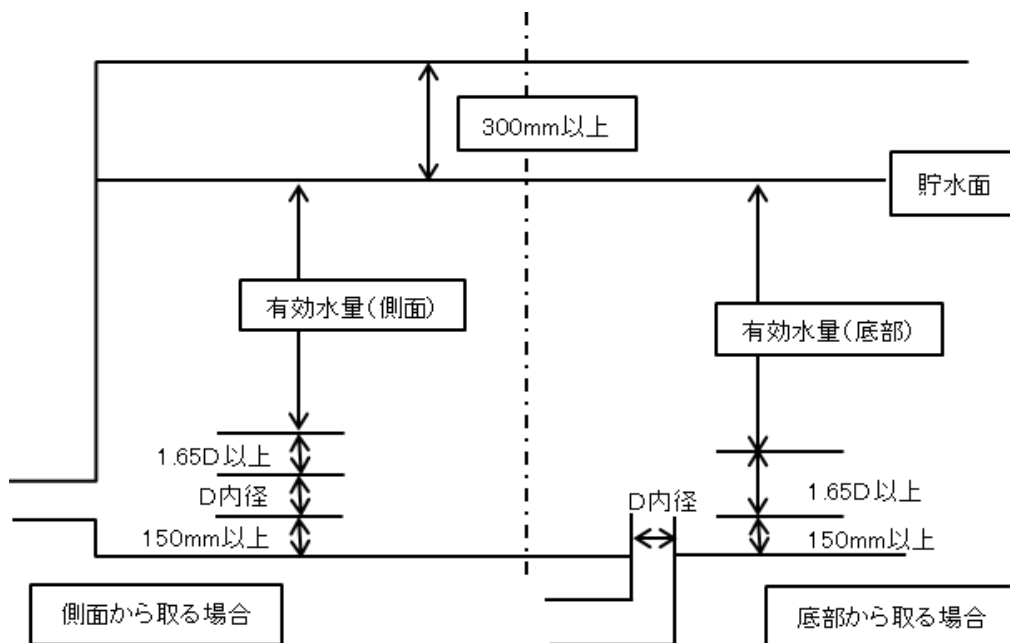 300mm以上
貯水面
有効水量(側面)
有効水量(底部)
1.65D以上
D内径
150mm以上
D内径
1.65D以上
150mm以上
側面から取る場合
底部から取る場合